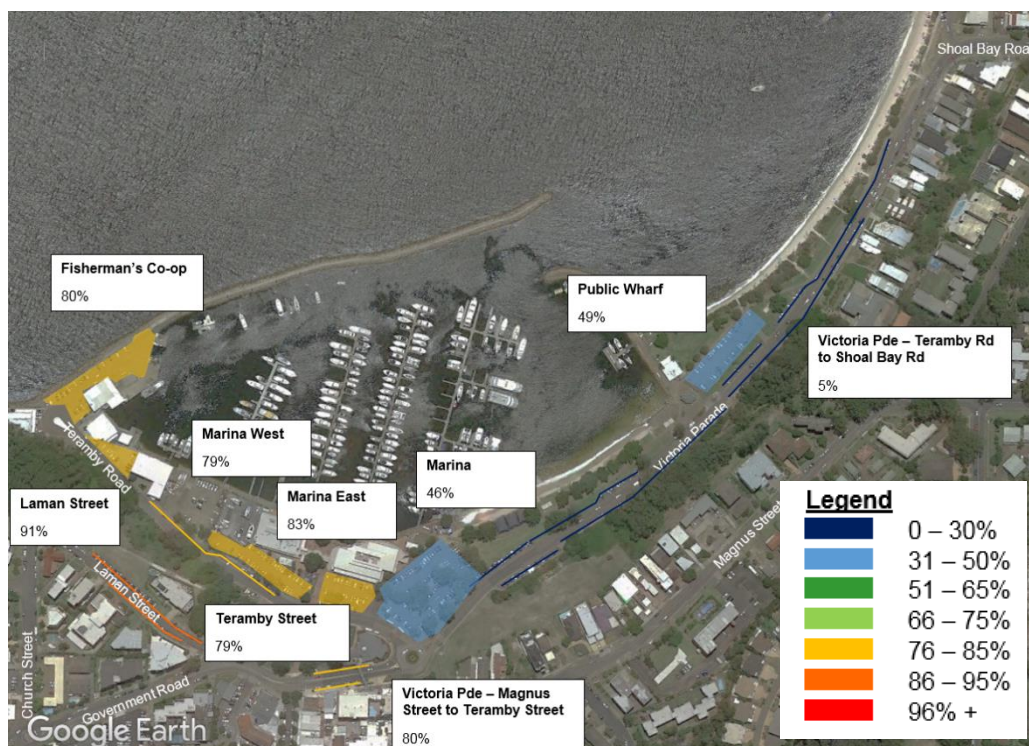 Shoal Bay Roa
Fisherman's Co-op
80%
Public Wharf
49%
Victoria Pde – Teramby Rd
to Shoal Bay Rd
5%
Victoria Parade
Teramby Road
Marina West
79%
Marina
46%
Marina East
83%
Laman Street
91%
Laman Street
Magnus Street
Teramby Street
79%
Church Street
Government Road
Victoria Pde – Magnus
Street to Teramby Street
80%
Google Earth
Legend
0 – 30%
31 – 50%
51 – 65%
66 – 75%
76 – 85%
86 – 95%
96% +